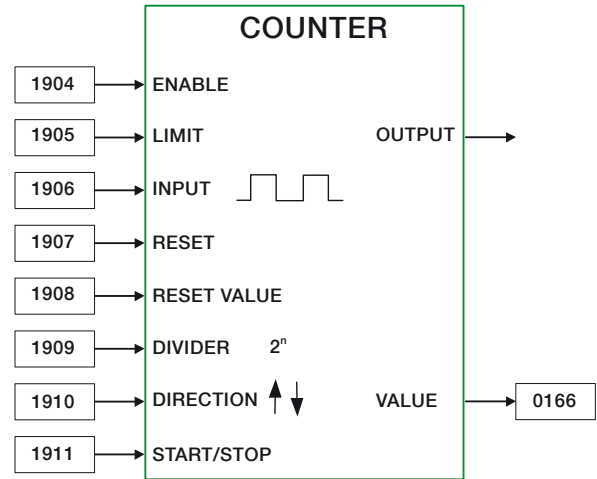 COUNTER
1904 ENABLE
1905 LIMIT OUTPUT
1906 INPUT
1907 RESET
1908 RESET VALUE
1909 DIVIDER 2ⁿ
1910 DIRECTION VALUE 0166
1911 START/STOP